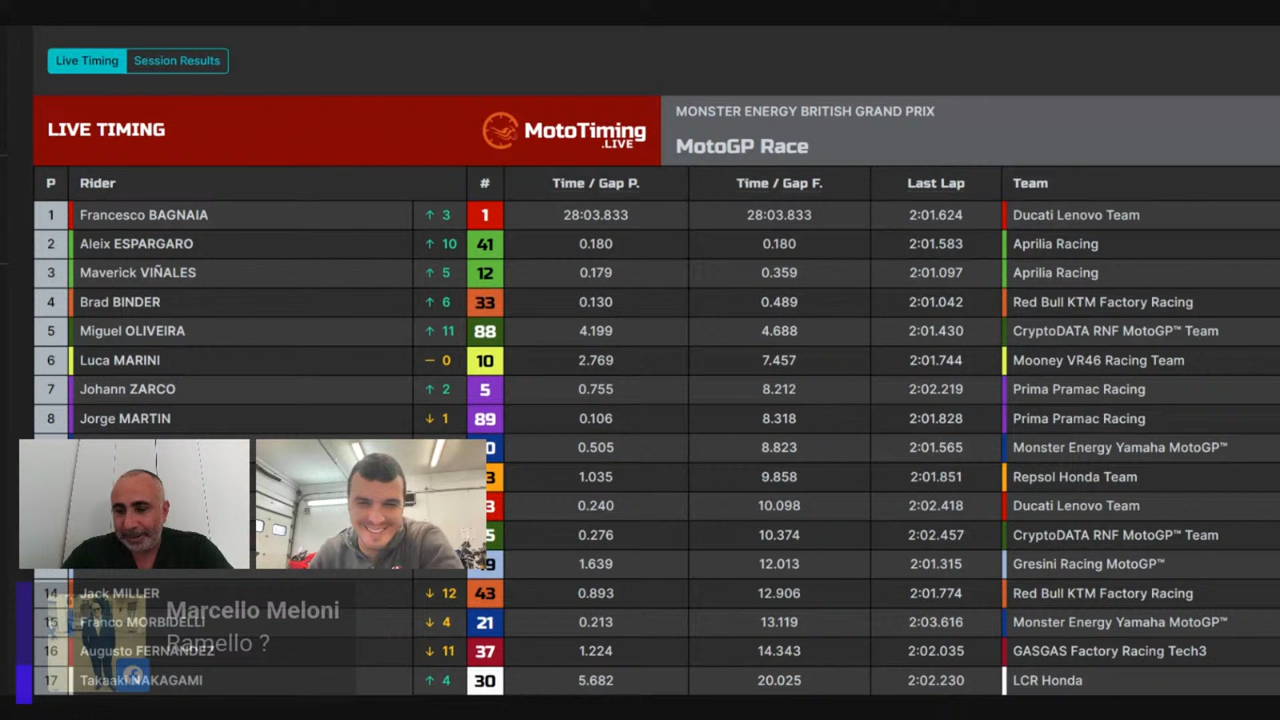 Live Timing Session Results
LIVE TIMING
MotoTiming
.LIVE
MONSTER ENERGY BRITISH GRAND PRIX
MotoGP Race
P Rider # Time / Gap P. Time / Gap F. Last Lap Team
1 Francesco BAGNAIA ↑ 3 1 28:03.833 28:03.833 2:01.624 Ducati Lenovo Team
2 Aleix ESPARGARO ↑ 10 41 0.180 0.180 2:01.583 Aprilia Racing
3 Maverick VIÑALES ↑ 5 12 0.179 0.359 2:01.097 Aprilia Racing
4 Brad BINDER ↑ 6 33 0.130 0.489 2:01.042 Red Bull KTM Factory Racing
5 Miguel OLIVEIRA ↑ 11 88 4.199 4.688 2:01.430 CryptoDATA RNF MotoGP™ Team
6 Luca MARINI – 0 10 2.769 7.457 2:01.744 Mooney VR46 Racing Team
7 Johann ZARCO ↑ 2 5 0.755 8.212 2:02.219 Prima Pramac Racing
8 Jorge MARTIN ↓ 1 89 0.106 8.318 2:01.828 Prima Pramac Racing
0 0.505 8.823 2:01.565 Monster Energy Yamaha MotoGP™
3 1.035 9.858 2:01.851 Repsol Honda Team
3 0.240 10.098 2:02.418 Ducati Lenovo Team
5 0.276 10.374 2:02.457 CryptoDATA RNF MotoGP™ Team
9 1.639 12.013 2:01.315 Gresini Racing MotoGP™
14 Jack MILLER ↓ 12 43 0.893 12.906 2:01.774 Red Bull KTM Factory Racing
15 Franco MORBIDELLI ↓ 4 21 0.213 13.119 2:03.616 Monster Energy Yamaha MotoGP™
16 Augusto FERNANDEZ ↓ 11 37 1.224 14.343 2:02.035 GASGAS Factory Racing Tech3
17 Takaaki NAKAGAMI ↑ 4 30 5.682 20.025 2:02.230 LCR Honda
Marcello Meloni
Ramello ?